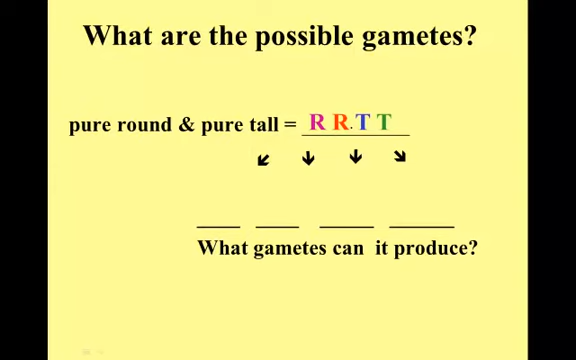 What are the possible gametes?
pure round & pure tall = R R T T
What gametes can it produce?